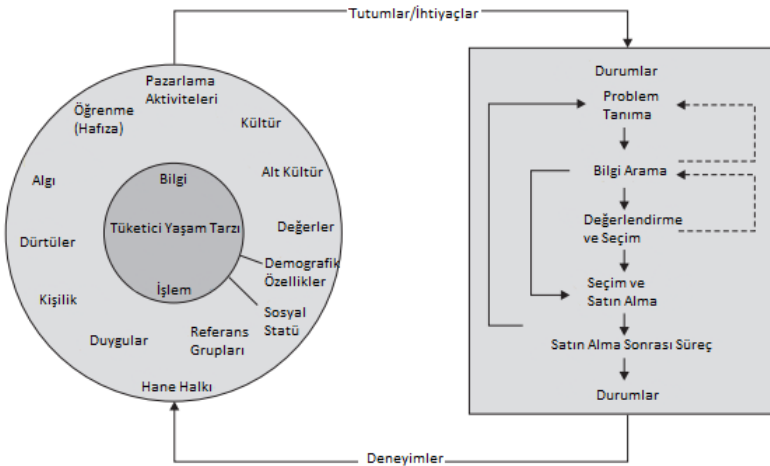 Tutumlar/İhtiyaçlar
Pazarlama
Aktiviteleri
Öğrenme
(Hafıza)
Kültür
Algı
Bilgi
Alt Kültür
Tüketici Yaşam Tarzı
Değerler
Dürtüler
Demografik
Özellikler
Kişilik
İşlem
Sosyal
Statü
Duygular
Referans
Grupları
Hane Halkı
Durumlar
Problem
Tanıma
Bilgi Arama
Değerlendirme
ve Seçim
Seçim ve
Satın Alma
Satın Alma Sonrası Süreç
Durumlar
Deneyimler